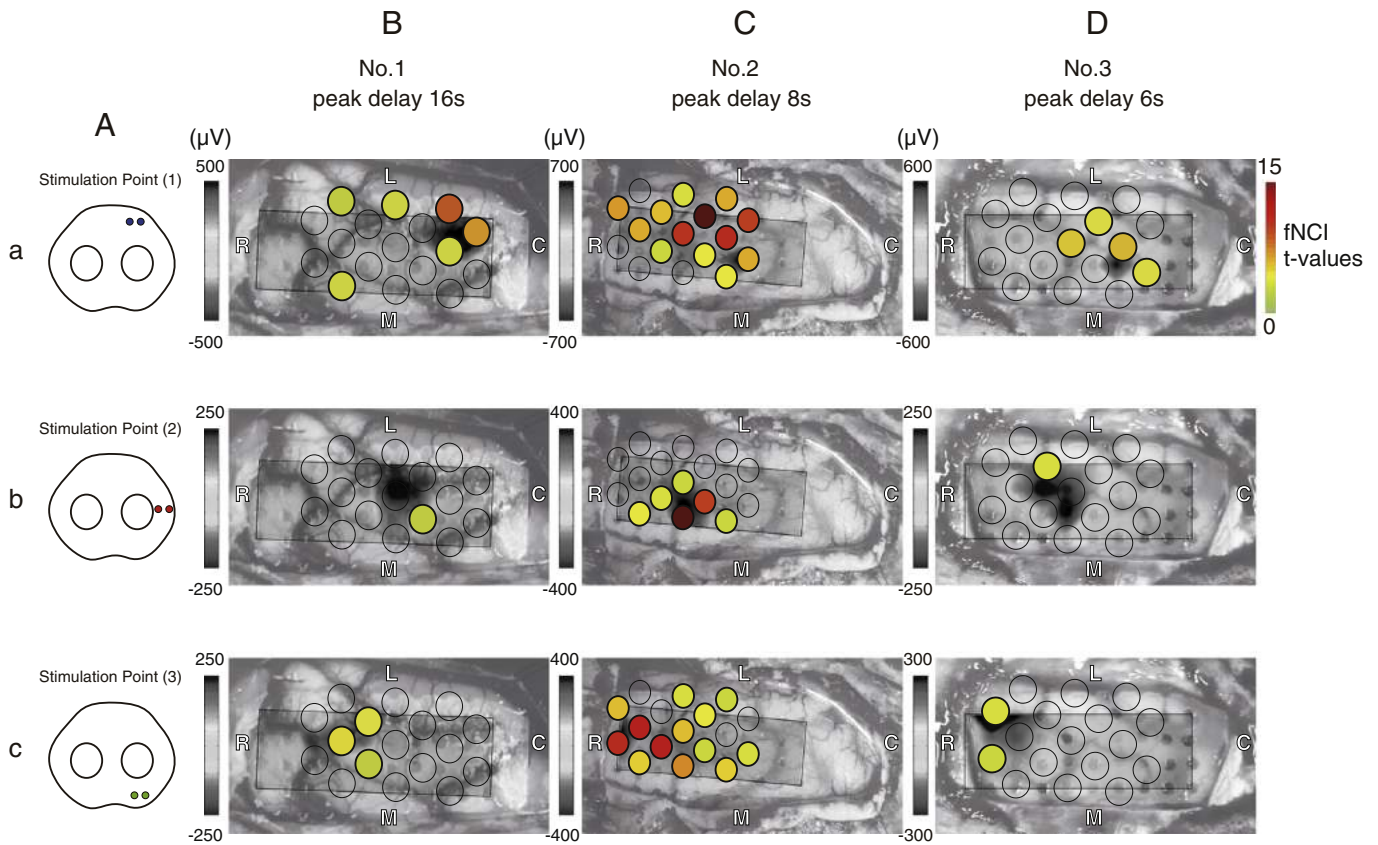 B C D
No.1 No.2 No.3
peak delay 16s peak delay 8s peak delay 6s
A
(μV) (μV) (μV)
500 700 600 15
Stimulation Point (1)
L L L
a R C R C R C
fNCI
t-values
M M M
0
-500 -700 -600
250 400 250
Stimulation Point (2)
L L L
b R C R C R C
M M M
-250 -400 -250
250 400 300
Stimulation Point (3)
L L L
c R C R C R C
M M M
-250 -400 -300